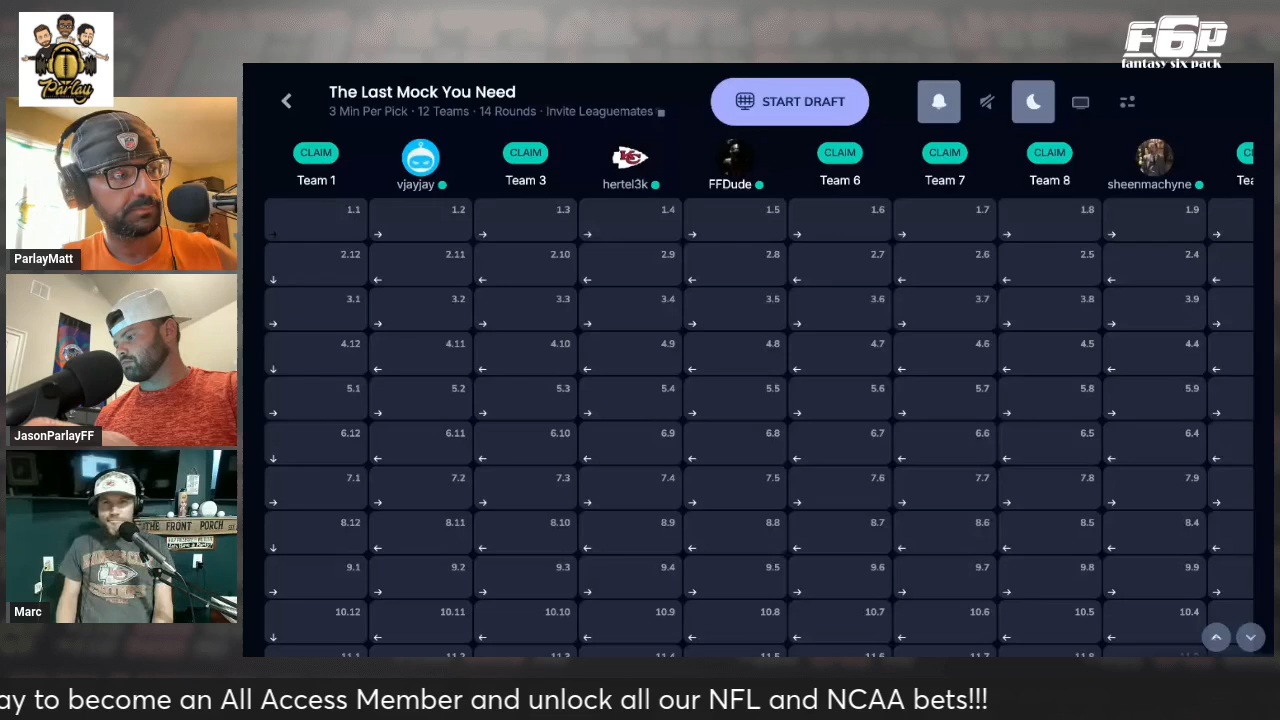 Parlay
F6P
fantasy six pack
The Last Mock You Need
3 Min Per Pick · 12 Teams · 14 Rounds · Invite Leaguemates
START DRAFT
CLAIM
Team 1
vjayjay
CLAIM
Team 3
hertel3k
FFDude
CLAIM
Team 6
CLAIM
Team 7
CLAIM
Team 8
sheenmachyne
1.1 1.2 1.3 1.4 1.5 1.6 1.7 1.8 1.9
2.12 2.11 2.10 2.9 2.8 2.7 2.6 2.5 2.4
3.1 3.2 3.3 3.4 3.5 3.6 3.7 3.8 3.9
4.12 4.11 4.10 4.9 4.8 4.7 4.6 4.5 4.4
5.1 5.2 5.3 5.4 5.5 5.6 5.7 5.8 5.9
6.12 6.11 6.10 6.9 6.8 6.7 6.6 6.5 6.4
7.1 7.2 7.3 7.4 7.5 7.6 7.7 7.8 7.9
8.12 8.11 8.10 8.9 8.8 8.7 8.6 8.5 8.4
9.1 9.2 9.3 9.4 9.5 9.6 9.7 9.8 9.9
10.12 10.11 10.10 10.9 10.8 10.7 10.6 10.5 10.4
ParlayMatt
JasonParlayFF
THE FRONT PORCH
Marc
to become an All Access Member and unlock all our NFL and NCAA bets!!!